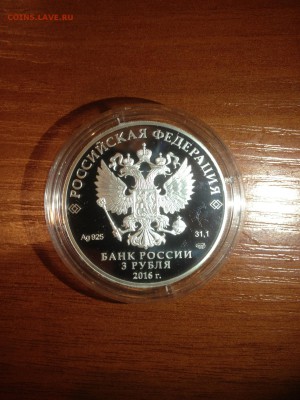 COINS.LAVE.RU
РОССИЙСКАЯ ФЕДЕРАЦИЯ
Ag 925
31,1
БАНК РОССИИ
3 РУБЛЯ
2016 г.